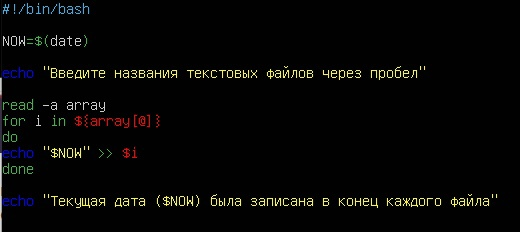 #!/bin/bash
NOW=$(date)
echo "Введите названия текстовых файлов через пробел"
read -a array
for i in ${array[@]}
do
echo "$NOW" >> $i
done
echo "Текущая дата ($NOW) была записана в конец каждого файла"